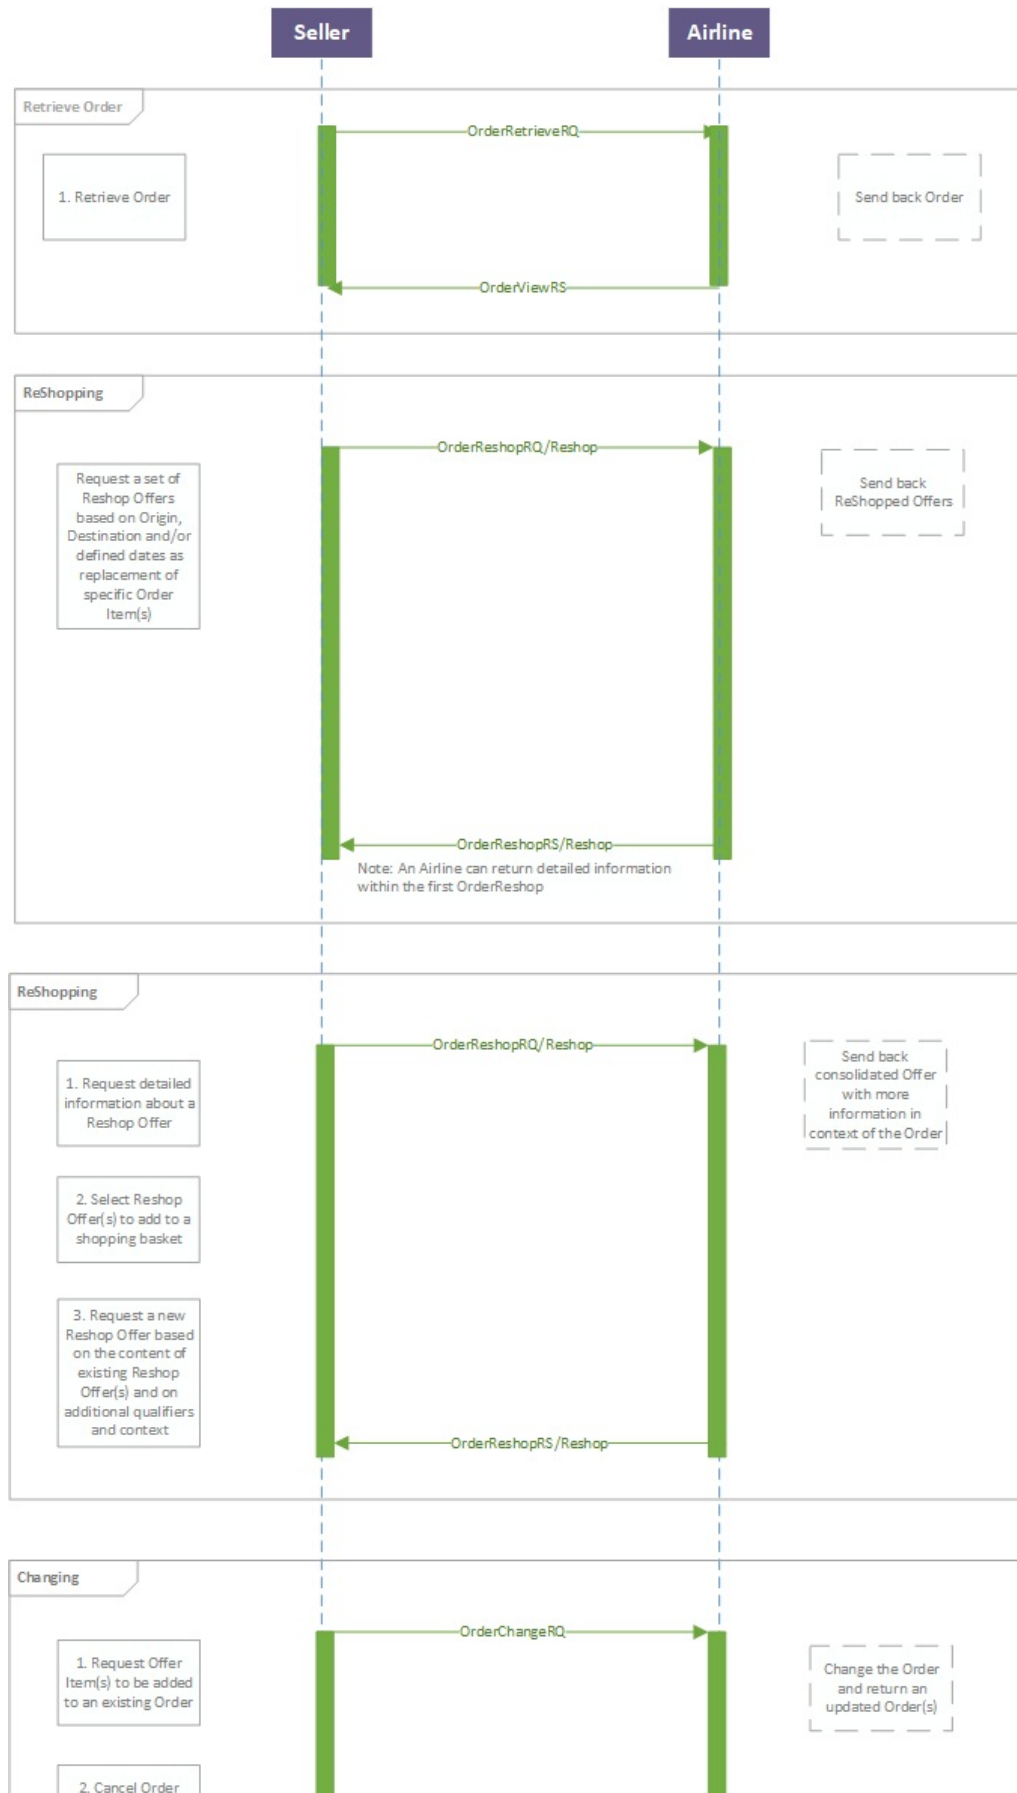 Seller
Airline
Retrieve Order
OrderRetrieveRQ
1. Retrieve Order
Send back Order
OrderViewRS
ReShopping
OrderReshopRQ/Reshop
Request a set of
Reshop Offers
based on Origin,
Destination and/or
defined dates as
replacement of
specific Order
Item(s)
Send back
ReShopped Offers
OrderReshopRS/Reshop
Note: An Airline can return detailed information
within the first OrderReshop
ReShopping
OrderReshopRQ/Reshop
1. Request detailed
information about a
Reshop Offer
Send back
consolidated Offer
with more
information in
context of the Order
2. Select Reshop
Offer(s) to add to a
shopping basket
3. Request a new
Reshop Offer based
on the content of
existing Reshop
Offer(s) and on
additional qualifiers
and context
OrderReshopRS/Reshop
Changing
OrderChangeRQ
1. Request Offer
Item(s) to be added
to an existing Order
Change the Order
and return an
updated Order(s)
2. Cancel Order